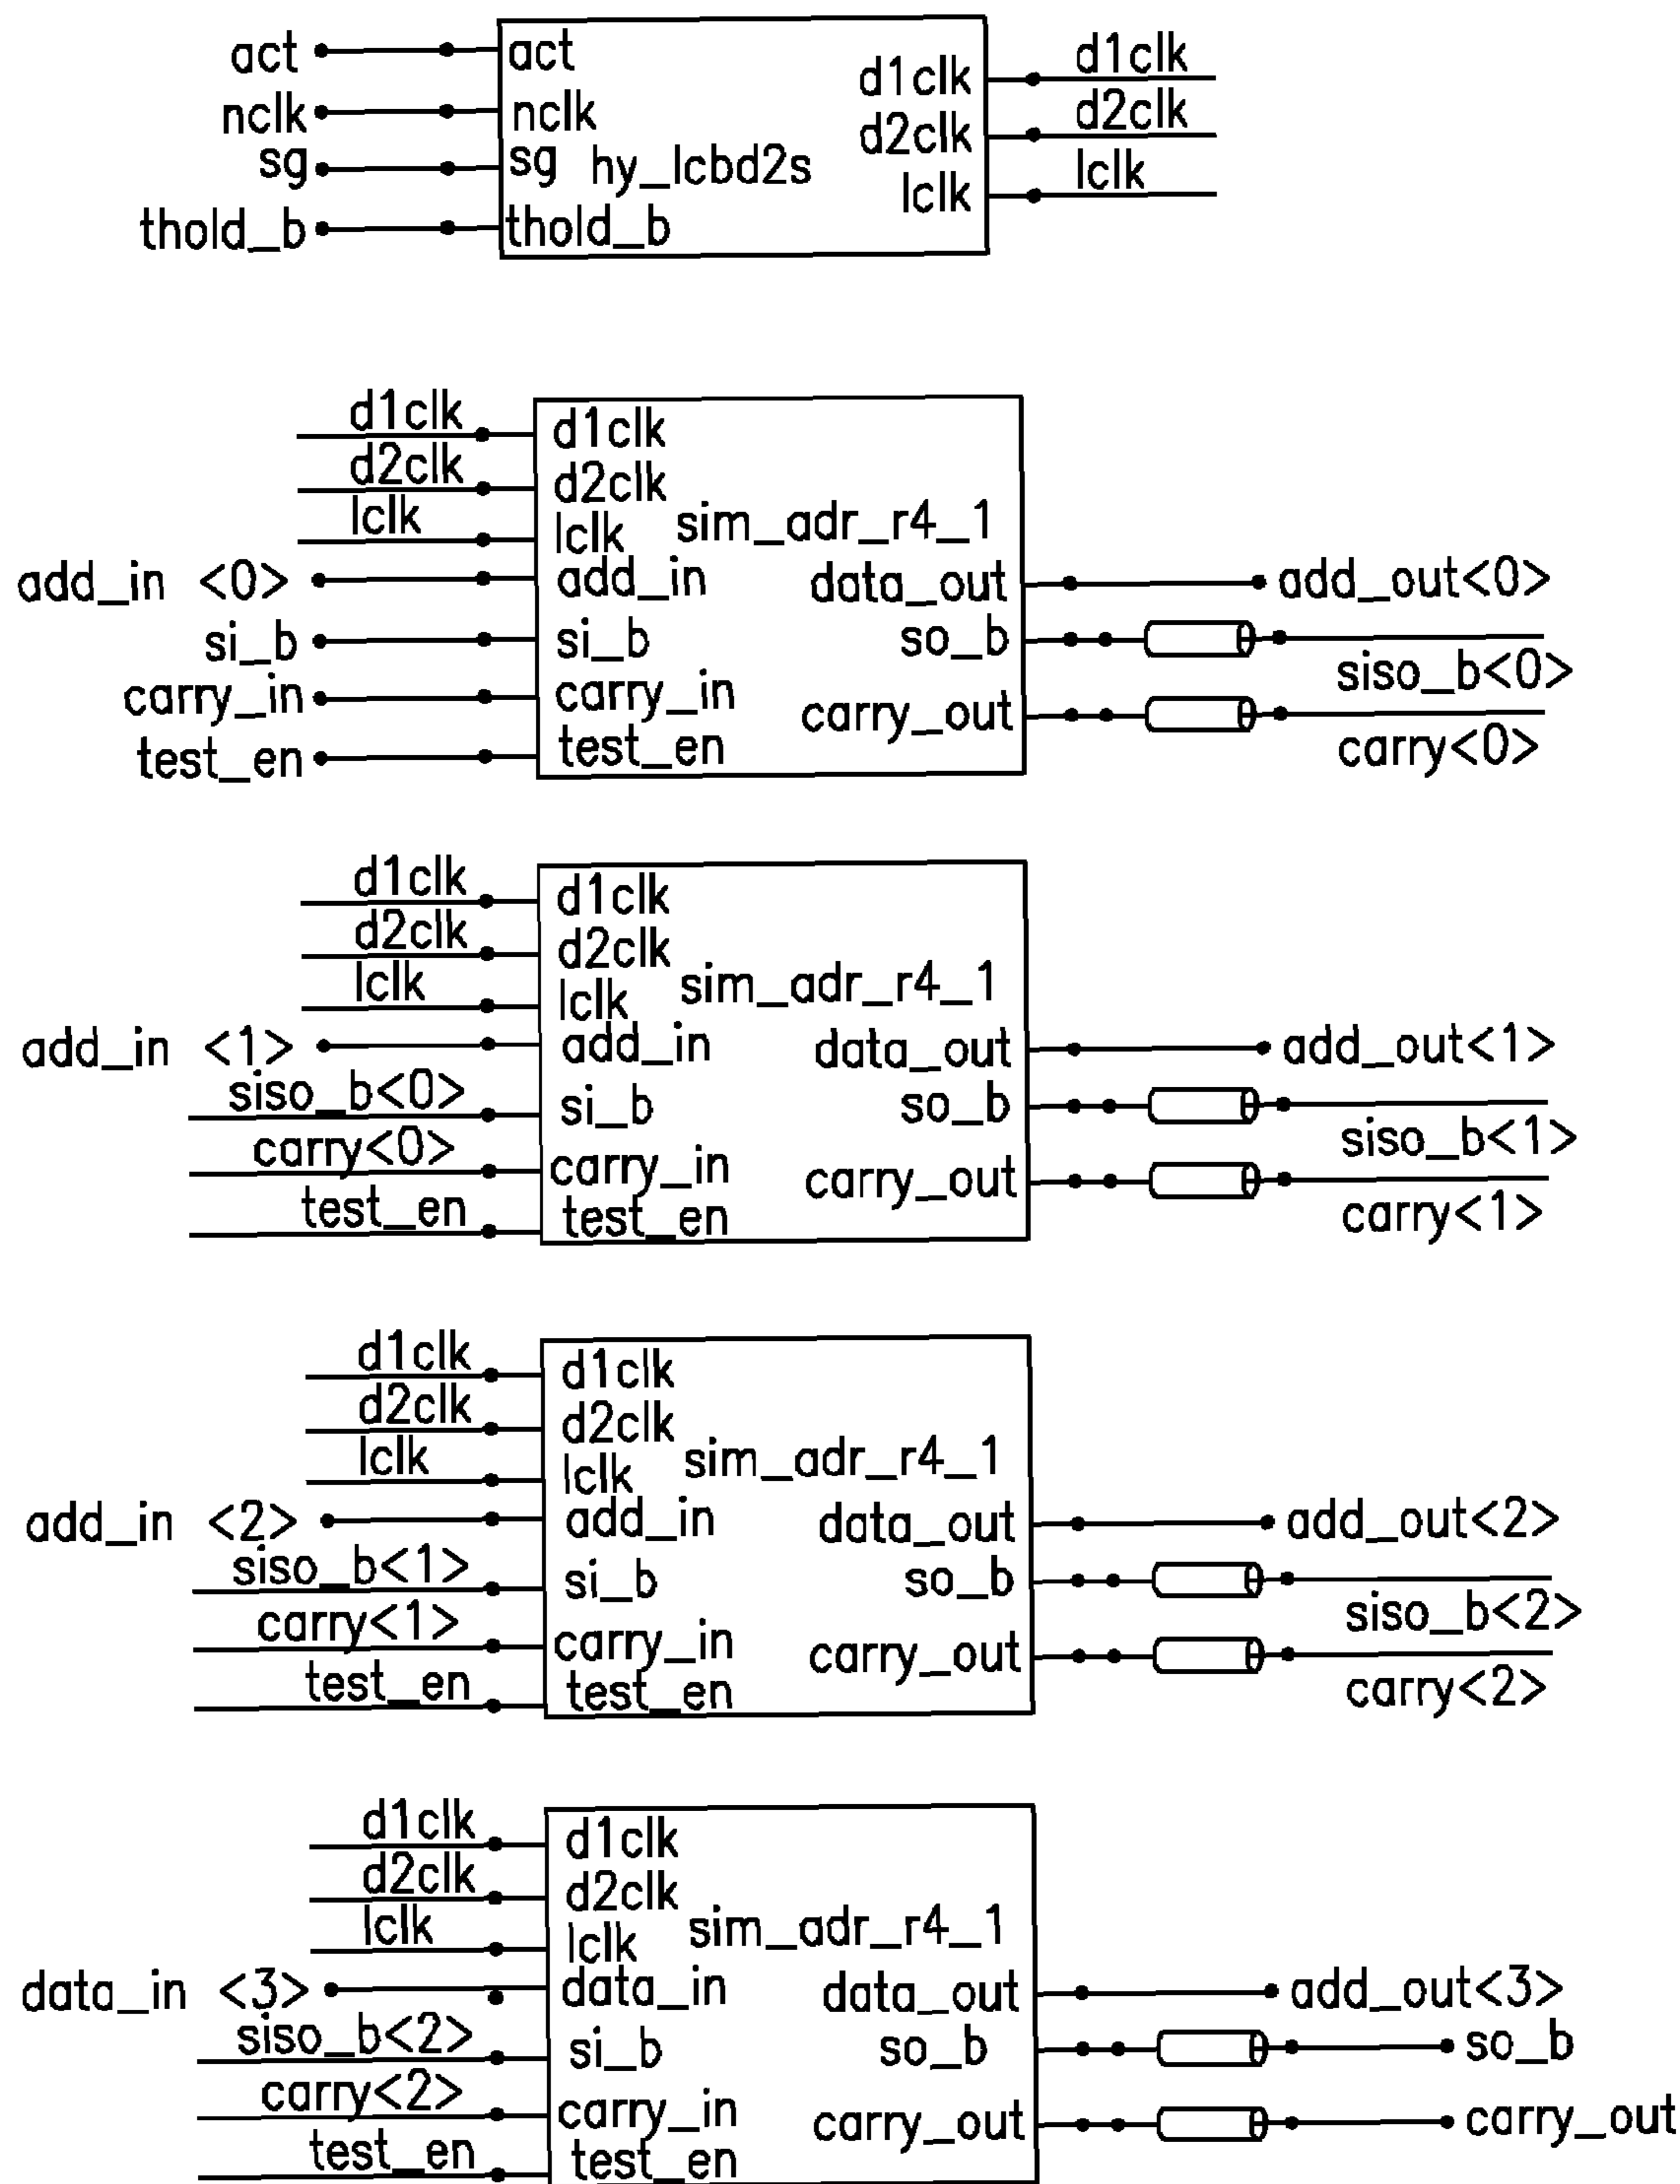 act act d1clk d1clk
nclk nclk d2clk d2clk
sg sg hy_lcbd2s lclk lclk
thold_b thold_b
d1clk d1clk
d2clk d2clk
lclk lclk sim_adr_r4_1
add_in <0> add_in data_out add_out<0>
si_b si_b so_b siso_b<0>
carry_in carry_in carry_out carry<0>
test_en test_en
d1clk d1clk
d2clk d2clk
lclk lclk sim_adr_r4_1
add_in <1> add_in data_out add_out<1>
siso_b<0> si_b so_b siso_b<1>
carry<0> carry_in carry_out carry<1>
test_en test_en
d1clk d1clk
d2clk d2clk
lclk lclk sim_adr_r4_1
add_in <2> add_in data_out add_out<2>
siso_b<1> si_b so_b siso_b<2>
carry<1> carry_in carry_out carry<2>
test_en test_en
d1clk d1clk
d2clk d2clk
lclk lclk sim_adr_r4_1
data_in <3> data_in data_out add_out<3>
siso_b<2> si_b so_b so_b
carry<2> carry_in carry_out carry_out
test_en test_en